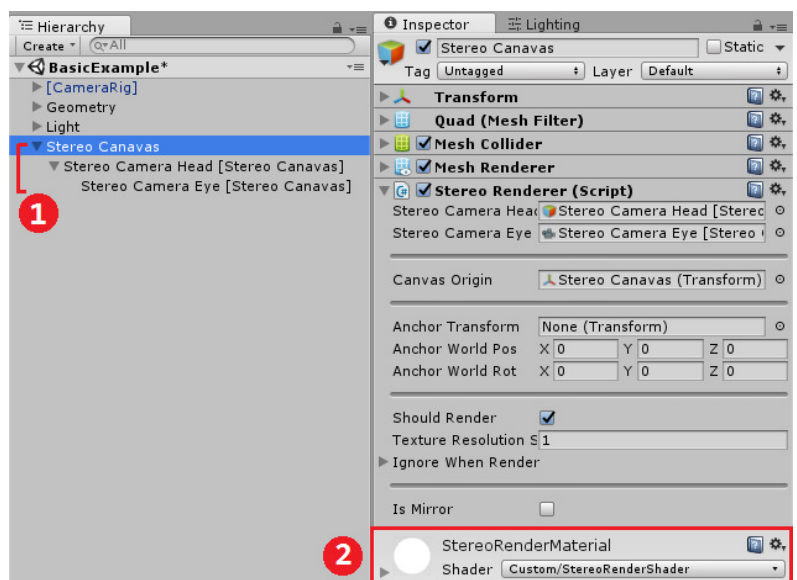 Hierarchy
Create All
BasicExample*
[CameraRig]
Geometry
Light
Stereo Canavas
Stereo Camera Head [Stereo Canavas]
Stereo Camera Eye [Stereo Canavas]
1
Inspector Lighting
Stereo Canavas Static
Tag Untagged Layer Default
Transform
Quad (Mesh Filter)
Mesh Collider
Mesh Renderer
Stereo Renderer (Script)
Stereo Camera Head Stereo Camera Head [Stereo
Stereo Camera Eye Stereo Camera Eye [Stereo
Canvas Origin Stereo Canavas (Transform)
Anchor Transform None (Transform)
Anchor World Pos X 0 Y 0 Z 0
Anchor World Rot X 0 Y 0 Z 0
Should Render
Texture Resolution S 1
Ignore When Render
Is Mirror
2
StereoRenderMaterial
Shader Custom/StereoRenderShader